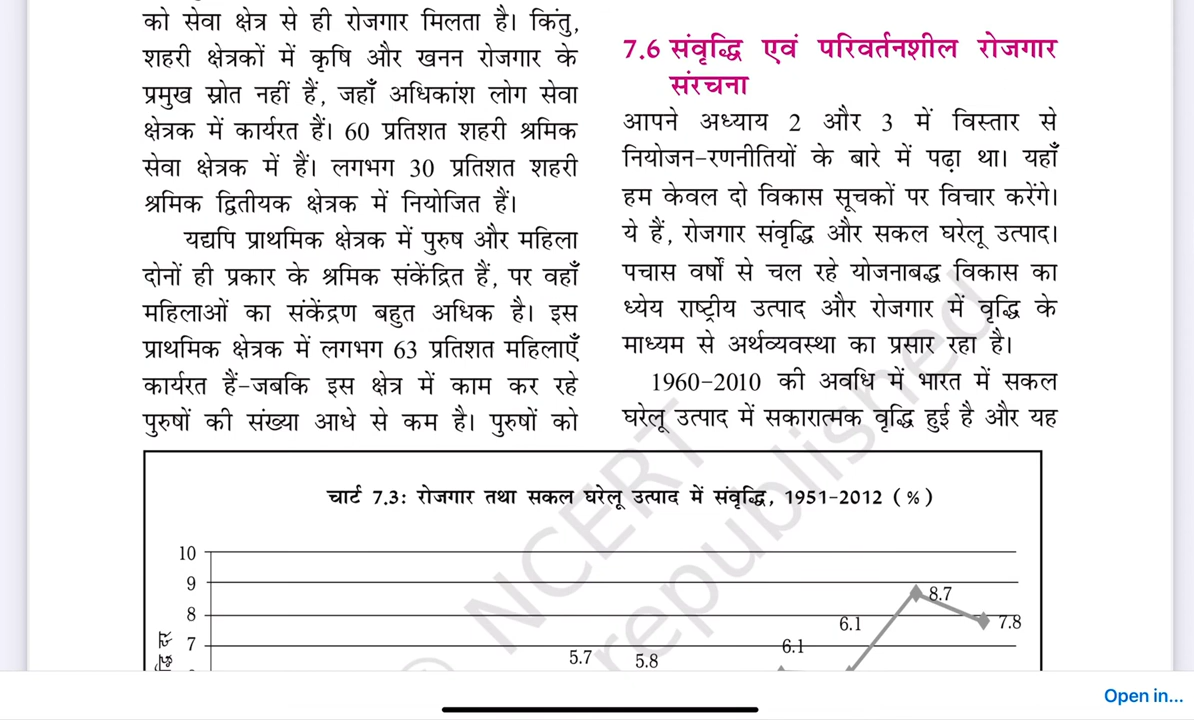 को सेवा क्षेत्र से ही रोजगार मिलता है। किंतु,
शहरी क्षेत्रकों में कृषि और खनन रोजगार के
प्रमुख स्रोत नहीं हैं, जहाँ अधिकांश लोग सेवा
क्षेत्रक में कार्यरत हैं। 60 प्रतिशत शहरी श्रमिक
सेवा क्षेत्रक में हैं। लगभग 30 प्रतिशत शहरी
श्रमिक द्वितीयक क्षेत्रक में नियोजित हैं।
यद्यपि प्राथमिक क्षेत्रक में पुरुष और महिला
दोनों ही प्रकार के श्रमिक संकेंद्रित हैं, पर वहाँ
महिलाओं का संकेंद्रण बहुत अधिक है। इस
प्राथमिक क्षेत्रक में लगभग 63 प्रतिशत महिलाएँ
कार्यरत हैं-जबकि इस क्षेत्र में काम कर रहे
पुरुषों की संख्या आधे से कम है। पुरुषों को
7.6 संवृद्धि एवं परिवर्तनशील रोजगार
संरचना
आपने अध्याय 2 और 3 में विस्तार से
नियोजन-रणनीतियों के बारे में पढ़ा था। यहाँ
हम केवल दो विकास सूचकों पर विचार करेंगे।
ये हैं, रोजगार संवृद्धि और सकल घरेलू उत्पाद।
पचास वर्षों से चल रहे योजनाबद्ध विकास का
ध्येय राष्ट्रीय उत्पाद और रोजगार में वृद्धि के
माध्यम से अर्थव्यवस्था का प्रसार रहा है।
1960-2010 की अवधि में भारत में सकल
घरेलू उत्पाद में सकारात्मक वृद्धि हुई है और यह
चार्ट 7.3: रोजगार तथा सकल घरेलू उत्पाद में संवृद्धि, 1951-2012 (%)
10
9
8
7
5.7
5.8
6.1
6.1
8.7
7.8
© NCERT
republished
Open in...